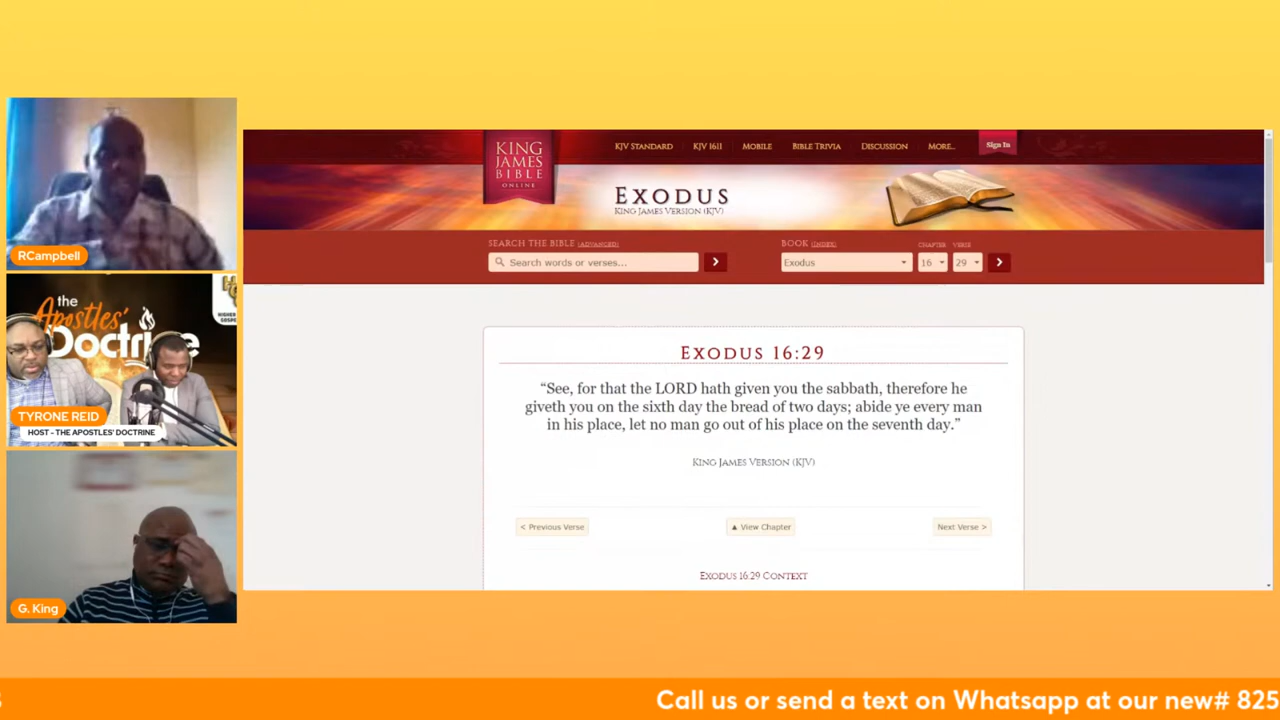 RCampbell
the
Apostles'
Doctrine
TYRONE REID
HOST - THE APOSTLES' DOCTRINE
G. King
KING
JAMES
BIBLE
ONLINE
KJV STANDARD
KJV 1611
MOBILE
BIBLE TRIVIA
DISCUSSION
MORE...
Sign In
EXODUS
KING JAMES VERSION (KJV)
SEARCH THE BIBLE (ADVANCED)
Search words or verses...
BOOK (INDEX)
CHAPTER
VERSE
Exodus
16
29
EXODUS 16:29
“See, for that the LORD hath given you the sabbath, therefore he
giveth you on the sixth day the bread of two days; abide ye every man
in his place, let no man go out of his place on the seventh day.”
KING JAMES VERSION (KJV)
< Previous Verse
▲ View Chapter
Next Verse >
EXODUS 16:29 CONTEXT
Call us or send a text on Whatsapp at our new# 825